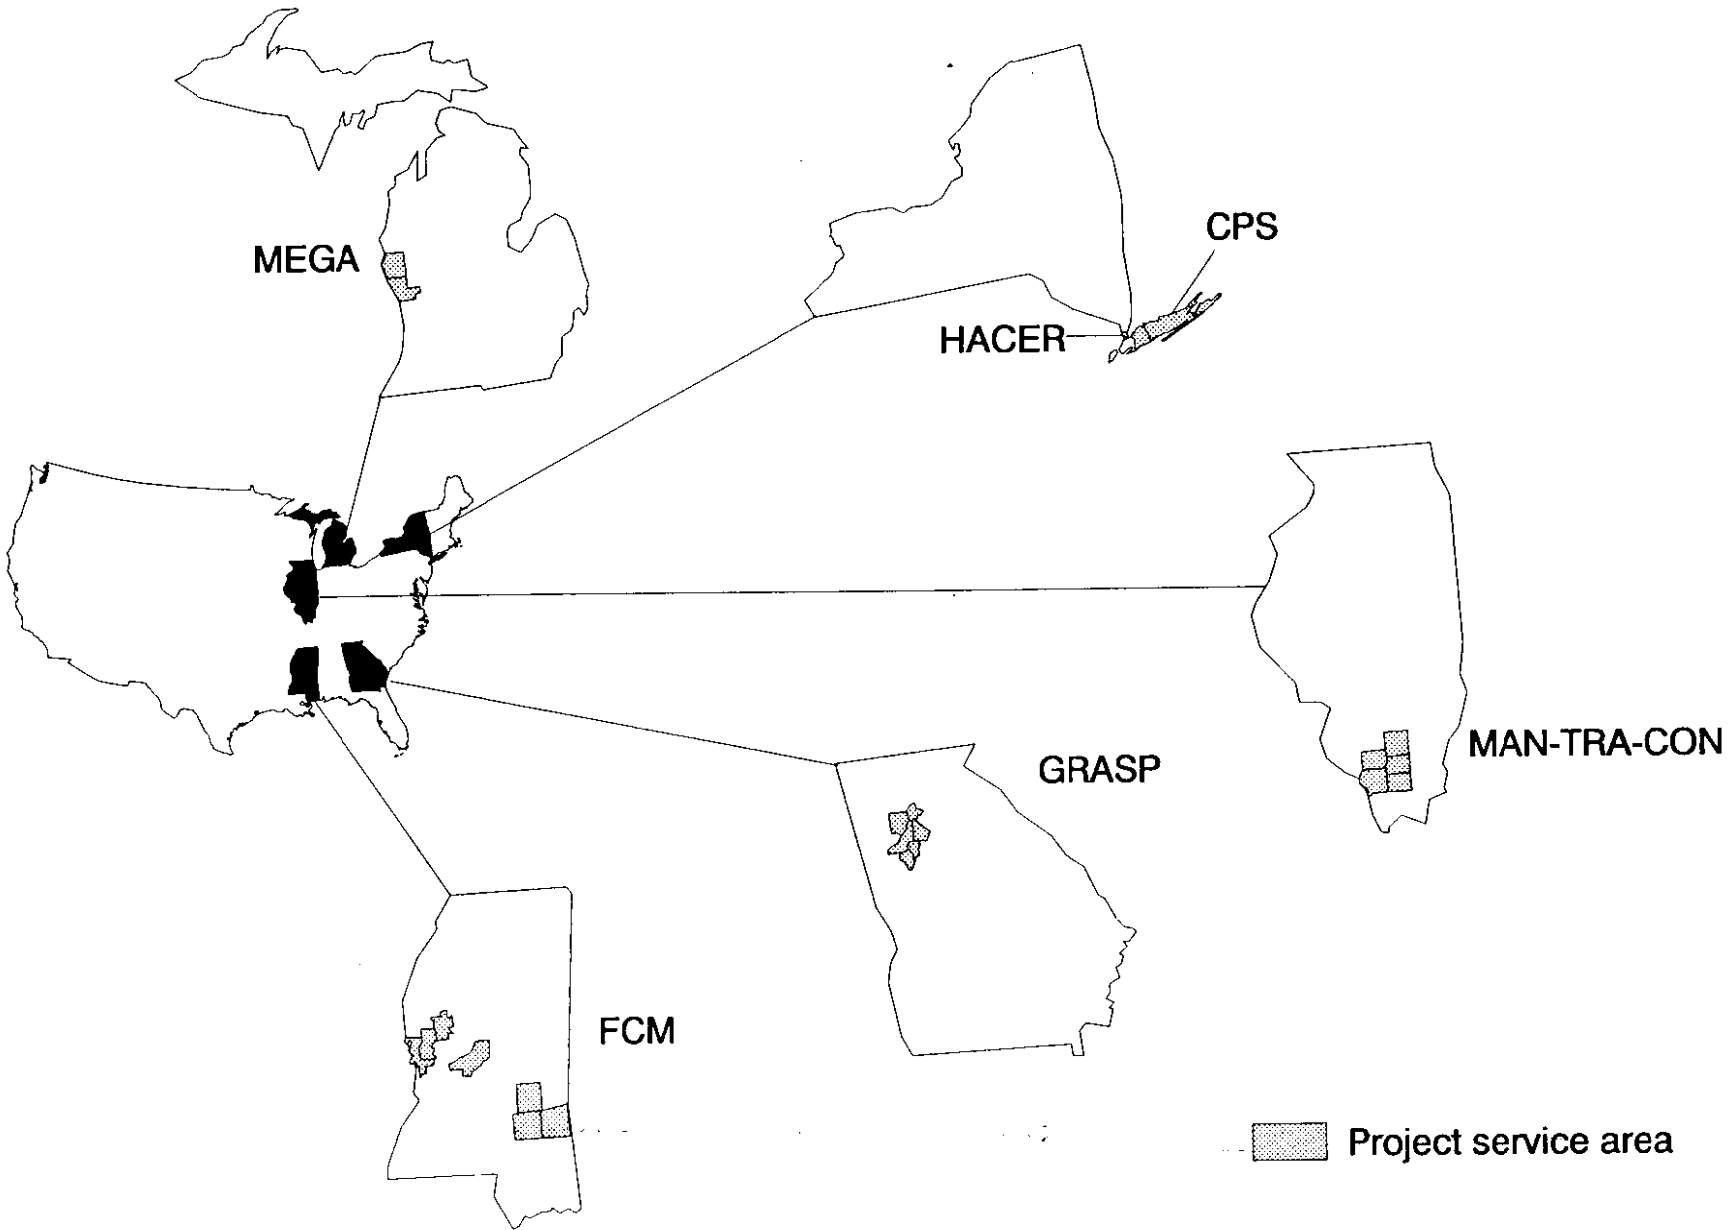 CPS
MEGA
HACER
MAN-TRA-CON
GRASP
FCM
Project service area